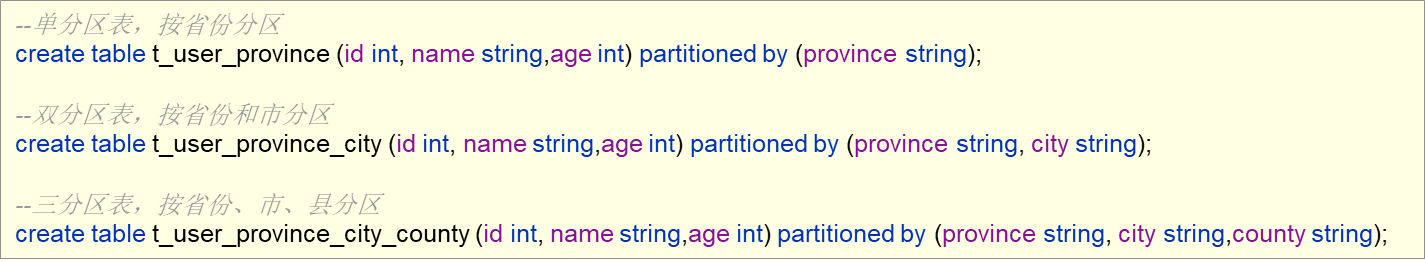 --单分区表，按省份分区
create table t_user_province (id int, name string,age int) partitioned by (province string);
--双分区表，按省份和市分区
create table t_user_province_city (id int, name string,age int) partitioned by (province string, city string);
--三分区表，按省份、市、县分区
create table t_user_province_city_county (id int, name string,age int) partitioned by (province string, city string,county string);